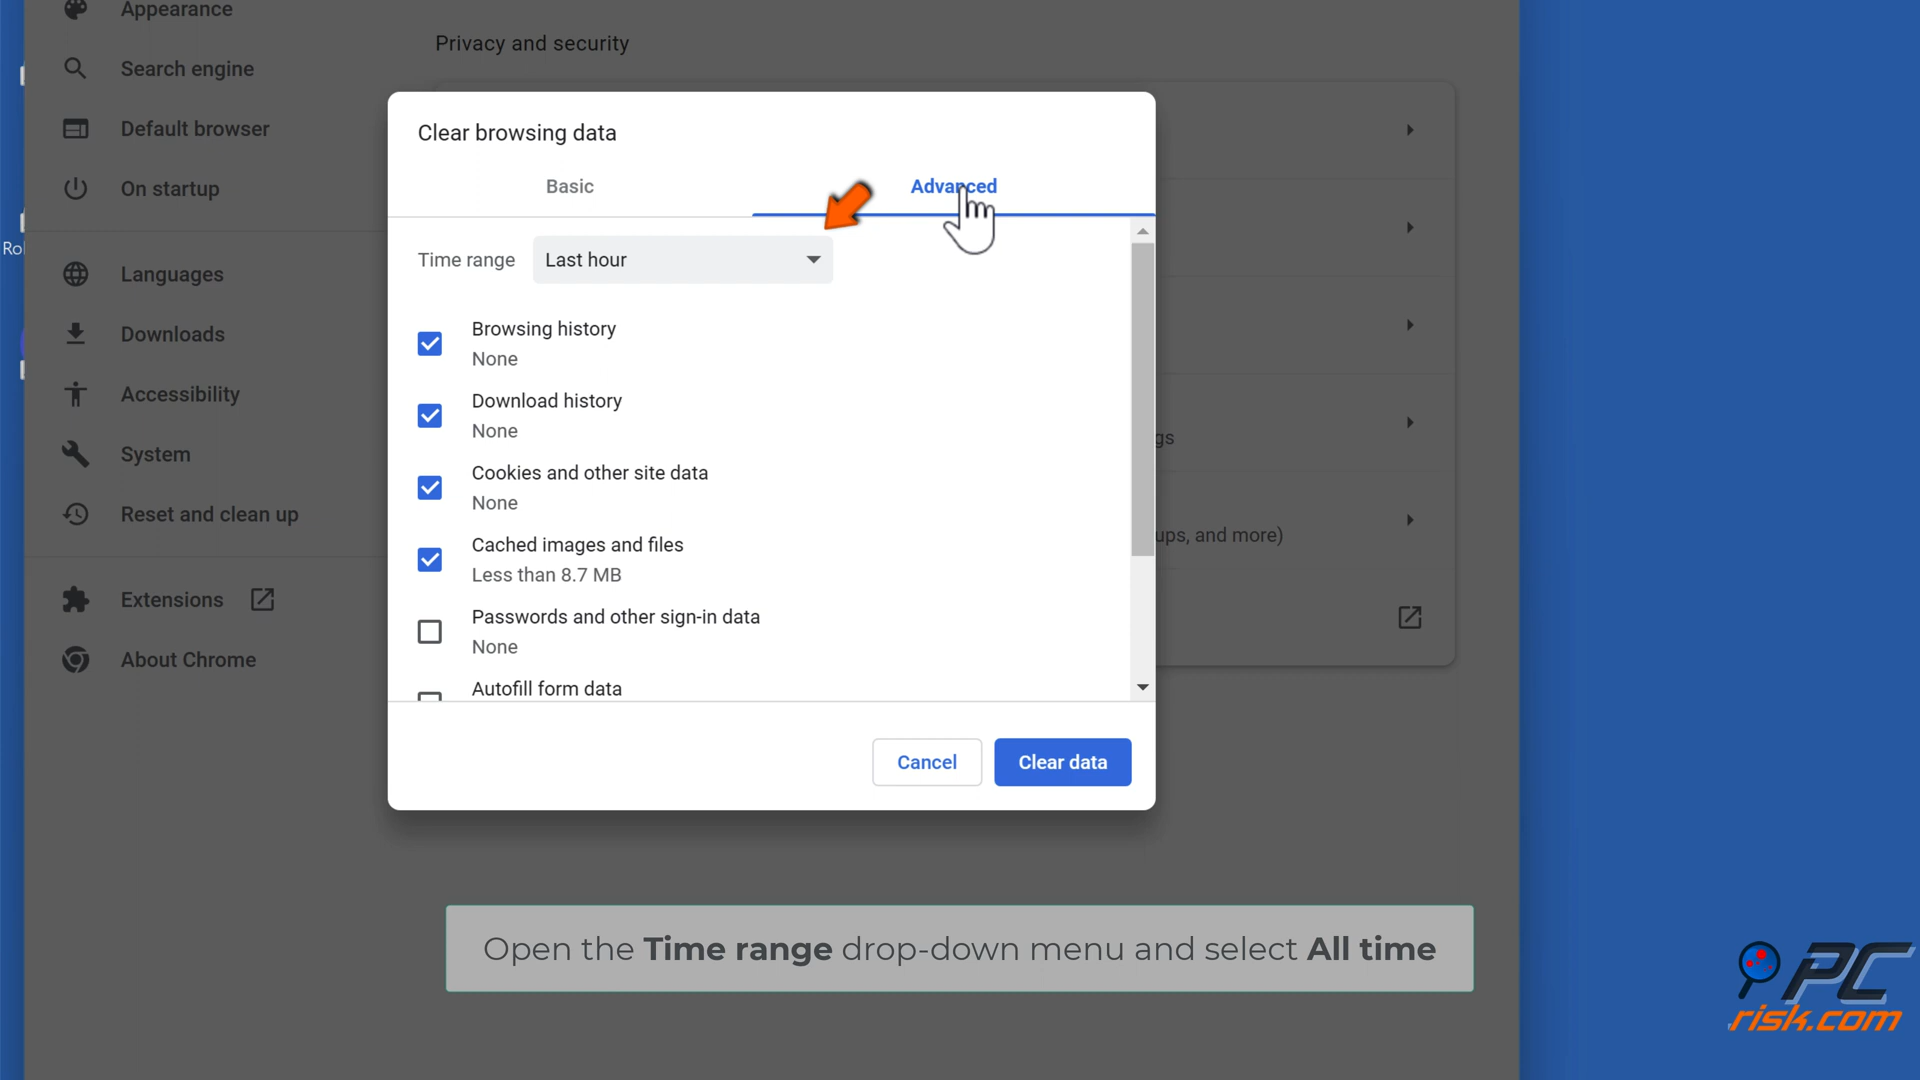 Appearance
Search engine
Default browser
On startup
Languages
Downloads
Accessibility
System
Reset and clean up
Extensions
About Chrome
Privacy and security
Clear browsing data
Basic
Advanced
Time range
Last hour
Browsing history
None
Download history
None
Cookies and other site data
None
Cached images and files
Less than 8.7 MB
Passwords and other sign-in data
None
Autofill form data
Cancel
Clear data
gs
ups, and more)
Rol
Open the Time range drop-down menu and select All time
PC
risk.com